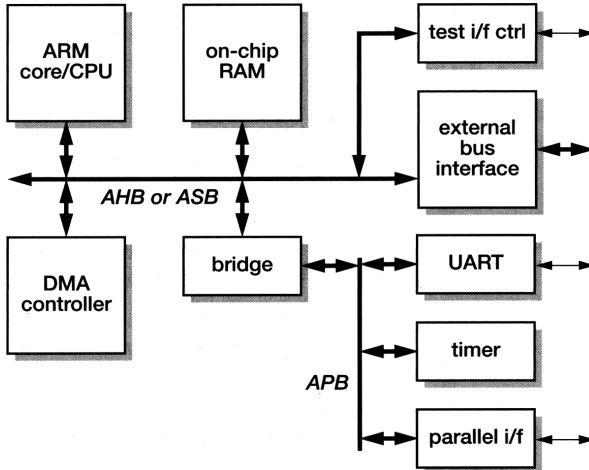 ARM
core/CPU
on-chip
RAM
test i/f ctrl
external
bus
interface
AHB or ASB
DMA
controller
bridge
UART
timer
APB
parallel i/f